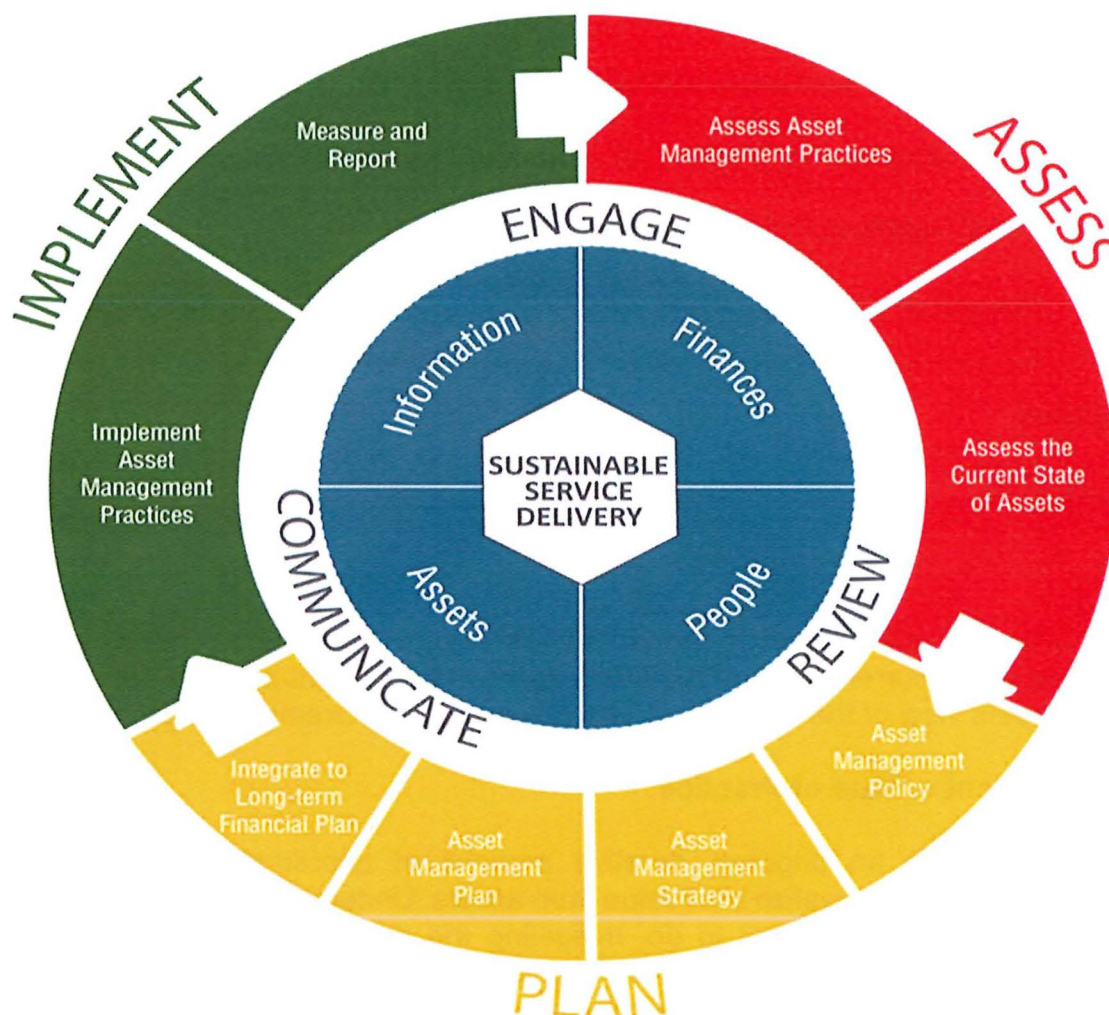 IMPLEMENT
Measure and
Report
Assess Asset
Management Practices
ASSESS
ENGAGE
Information
Finances
Implement
Asset
Management
Practices
SUSTAINABLE
SERVICE
DELIVERY
Assess the
Current State
of Assets
COMMUNICATE
Assets
People
REVIEW
Integrate to
Long-term
Financial Plan
Asset
Management
Plan
Asset
Management
Strategy
Asset
Management
Policy
PLAN